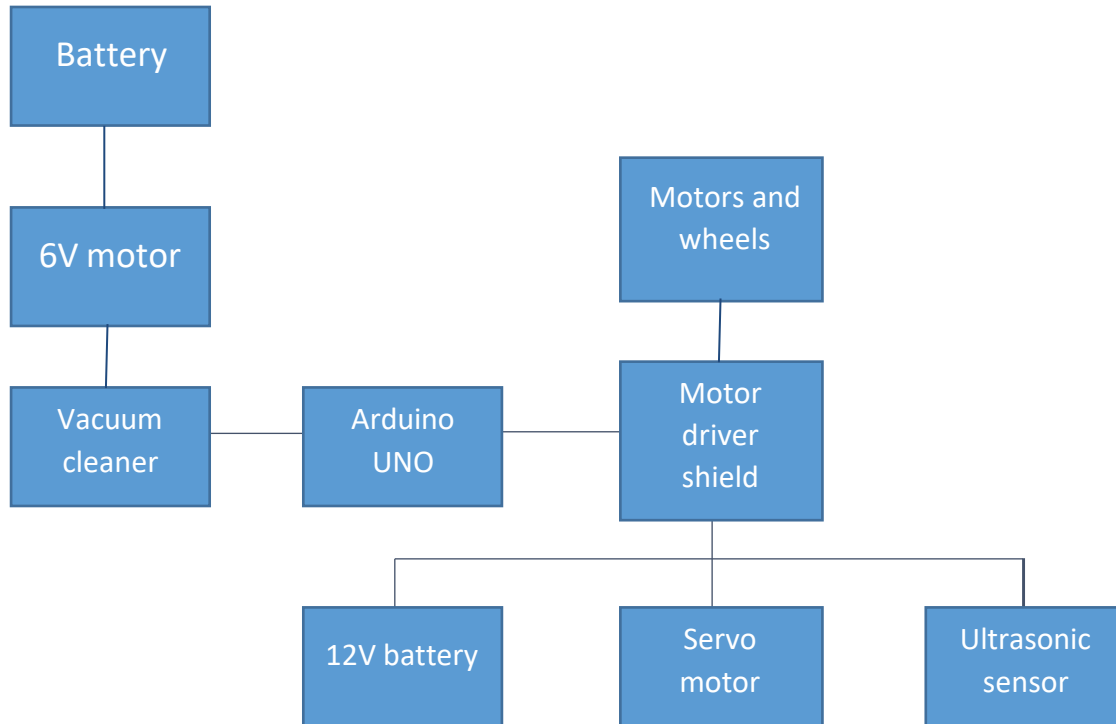 Battery
6V motor
Motors and
wheels
Vacuum
cleaner
Arduino
UNO
Motor
driver
shield
12V battery
Servo
motor
Ultrasonic
sensor